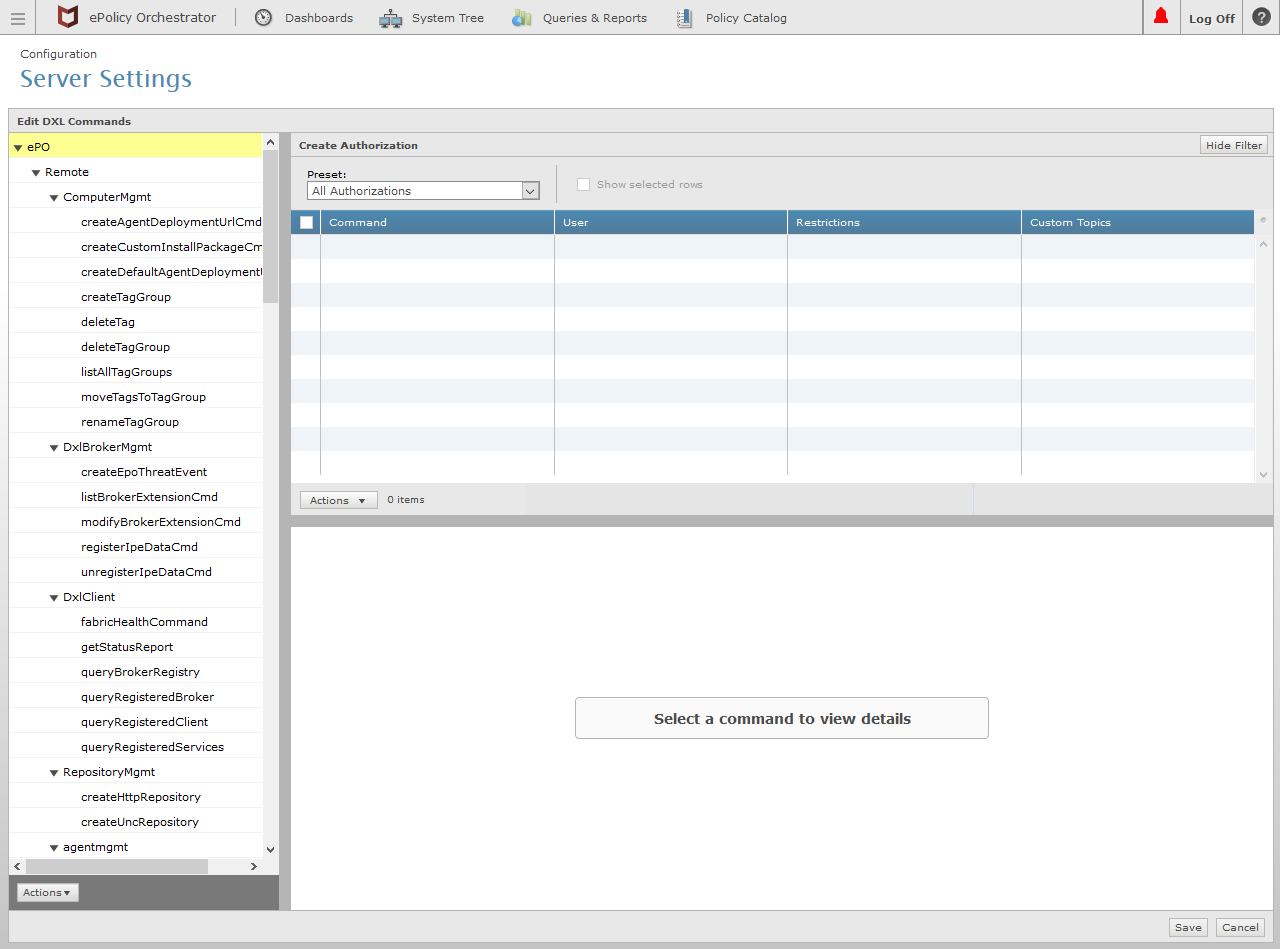 ePolicy Orchestrator Dashboards System Tree Queries & Reports Policy Catalog Log Off ?
Configuration
Server Settings
Edit DXL Commands
ePO
Remote
ComputerMgmt
createAgentDeploymentUrlCmd
createCustomInstallPackageCm
createDefaultAgentDeployment
createTagGroup
deleteTag
deleteTagGroup
listAllTagGroups
moveTagsToTagGroup
renameTagGroup
DxlBrokerMgmt
createEpoThreatEvent
listBrokerExtensionCmd
modifyBrokerExtensionCmd
registerIpeDataCmd
unregisterIpeDataCmd
DxlClient
fabricHealthCommand
getStatusReport
queryBrokerRegistry
queryRegisteredBroker
queryRegisteredClient
queryRegisteredServices
RepositoryMgmt
createHttpRepository
createUncRepository
agentmgmt
Actions
Create Authorization Hide Filter
Preset:
All Authorizations Show selected rows
Command User Restrictions Custom Topics
Actions 0 items
Select a command to view details
Save Cancel